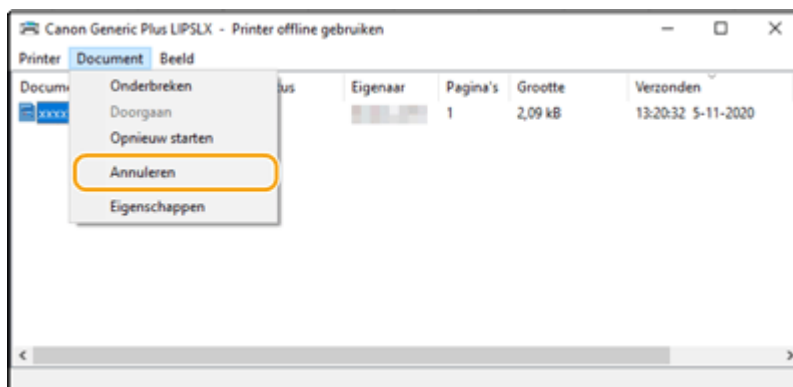 Canon Generic Plus LIPSLX - Printer offline gebruiken
Printer Document Beeld
Eigenaar Pagina's Grootte Verzonden
Onderbreken
xxxx 1 2,09 kB 13:20:32 5-11-2020
Doorgaan
Opnieuw starten
Annuleren
Eigenschappen